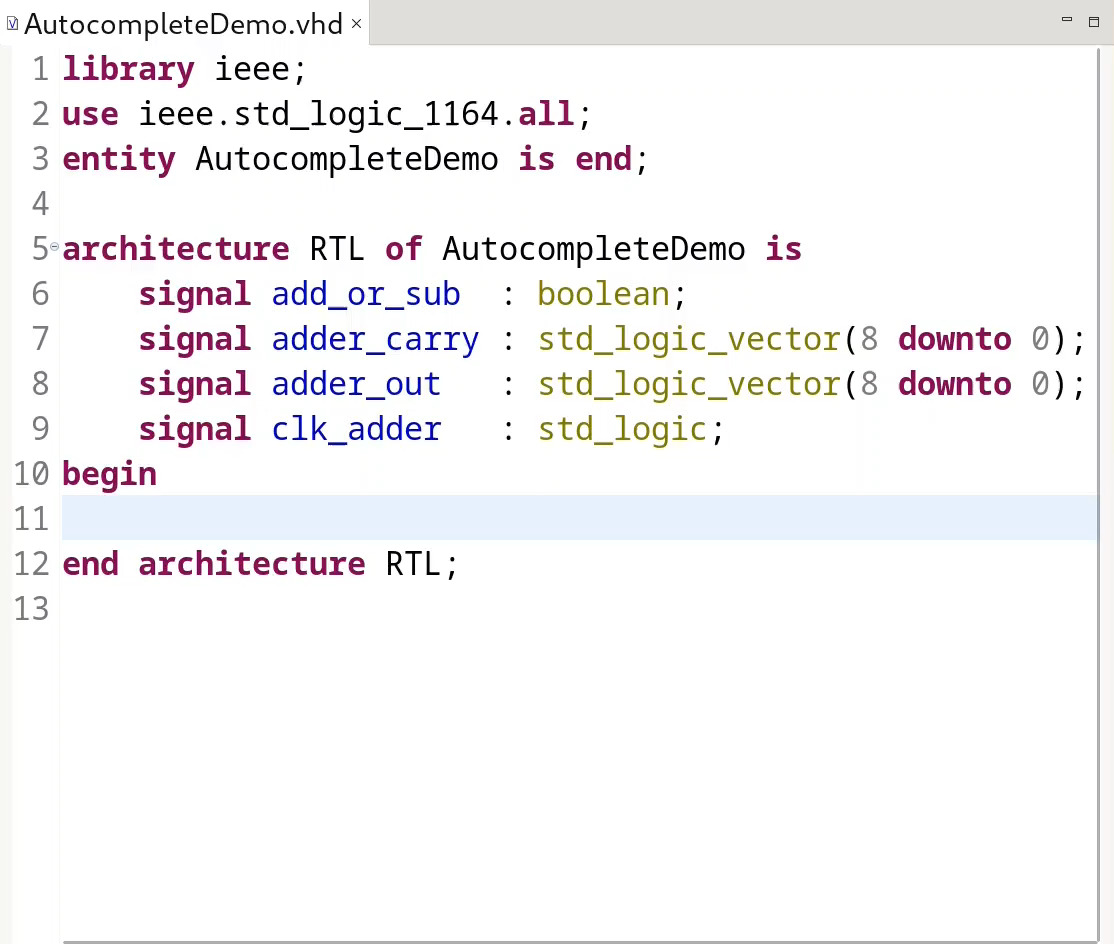 AutocompleteDemo.vhd
1 library ieee;
2 use ieee.std_logic_1164.all;
3 entity AutocompleteDemo is end;
4
5 architecture RTL of AutocompleteDemo is
6     signal add_or_sub  : boolean;
7     signal adder_carry : std_logic_vector(8 downto 0);
8     signal adder_out   : std_logic_vector(8 downto 0);
9     signal clk_adder   : std_logic;
10 begin
11
12 end architecture RTL;
13